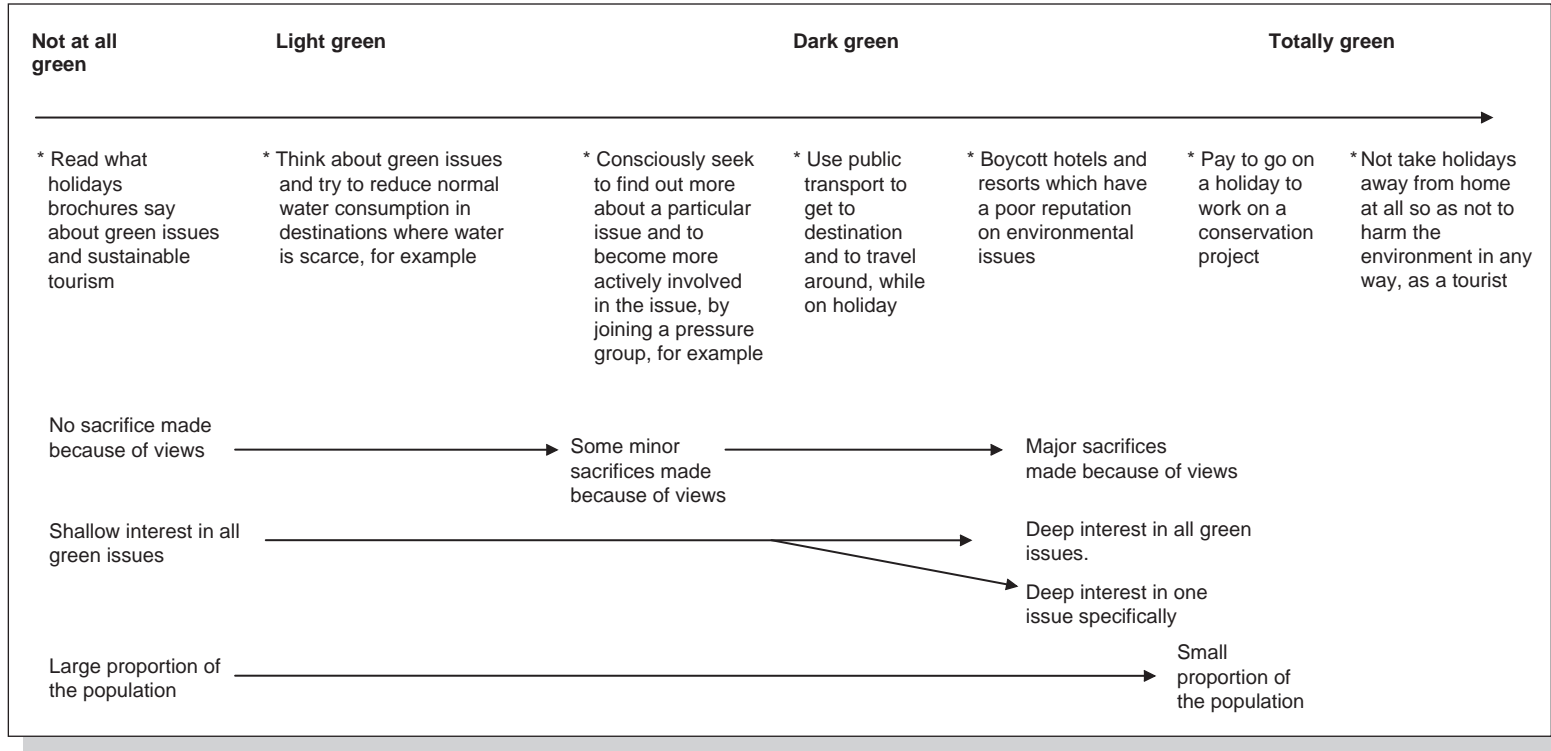 Not at all
green
Light green
Dark green
Totally green
* Read what
holidays
brochures say
about green issues
and sustainable
tourism
* Think about green issues
and try to reduce normal
water consumption in
destinations where water
is scarce, for example
* Consciously seek
to find out more
about a particular
issue and to
become more
actively involved
in the issue, by
joining a pressure
group, for example
* Use public
transport to
get to
destination
and to travel
around, while
on holiday
* Boycott hotels and
resorts which have
a poor reputation
on environmental
issues
* Pay to go on
a holiday to
work on a
conservation
project
* Not take holidays
away from home
at all so as not to
harm the
environment in any
way, as a tourist
No sacrifice made
because of views
Some minor
sacrifices made
because of views
Major sacrifices
made because of views
Shallow interest in all
green issues
Deep interest in all green
issues.
Deep interest in one
issue specifically
Large proportion of
the population
Small
proportion of
the population